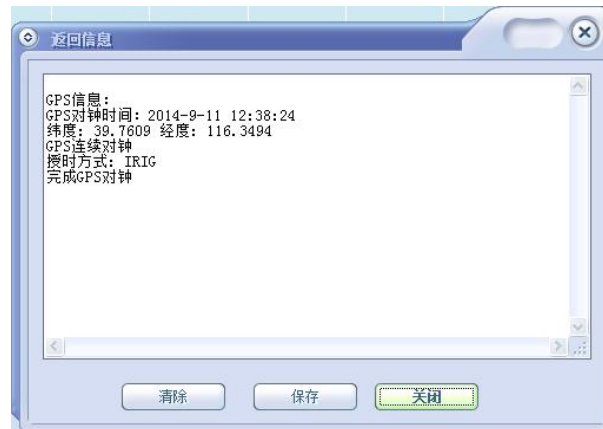 返回信息
GPS信息:
GPS对钟时间: 2014-9-11 12:38:24
纬度: 39.7609 经度: 116.3494
GPS连续对钟
授时方式: IRIG
完成GPS对钟
清除
保存
关闭